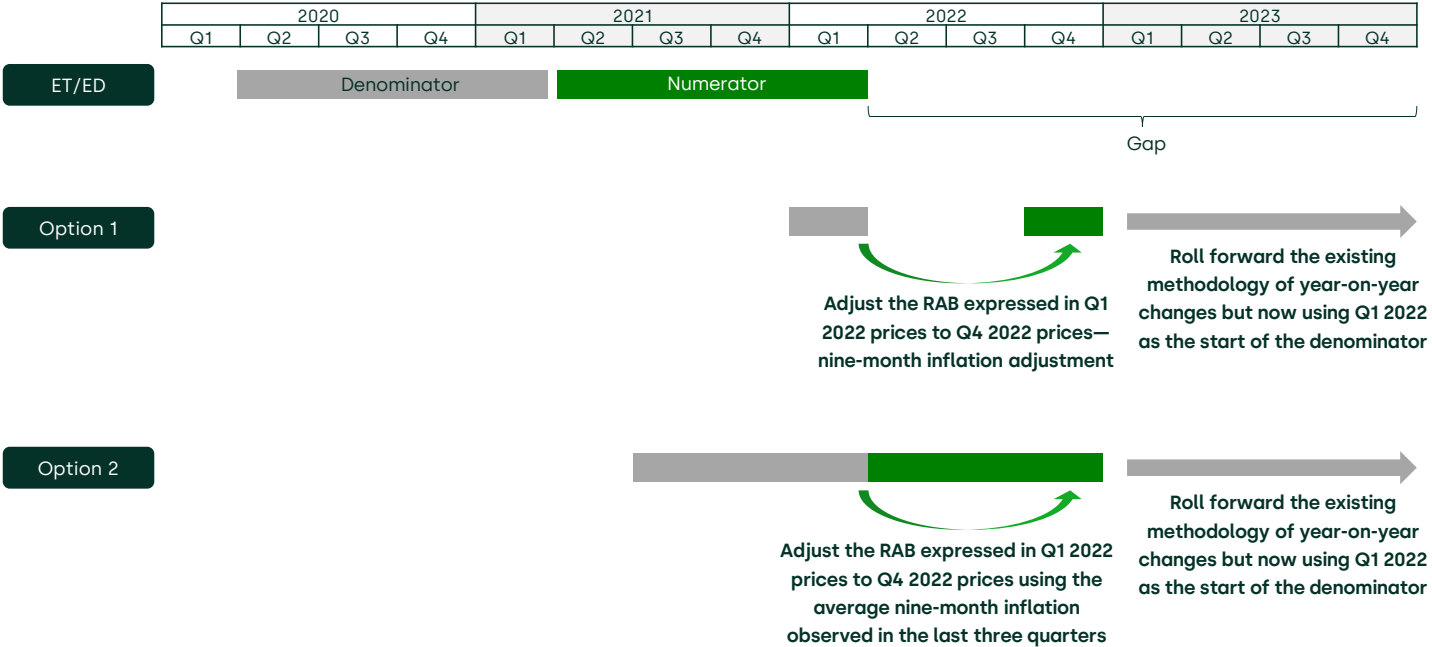 2020 2021 2022 2023
Q1 Q2 Q3 Q4 Q1 Q2 Q3 Q4 Q1 Q2 Q3 Q4 Q1 Q2 Q3 Q4
ET/ED Denominator Numerator
Gap
Option 1
Adjust the RAB expressed in Q1
2022 prices to Q4 2022 prices—
nine-month inflation adjustment
Roll forward the existing
methodology of year-on-year
changes but now using Q1 2022
as the start of the denominator
Option 2
Adjust the RAB expressed in Q1 2022
prices to Q4 2022 prices using the
average nine-month inflation
observed in the last three quarters
Roll forward the existing
methodology of year-on-year
changes but now using Q1 2022
as the start of the denominator